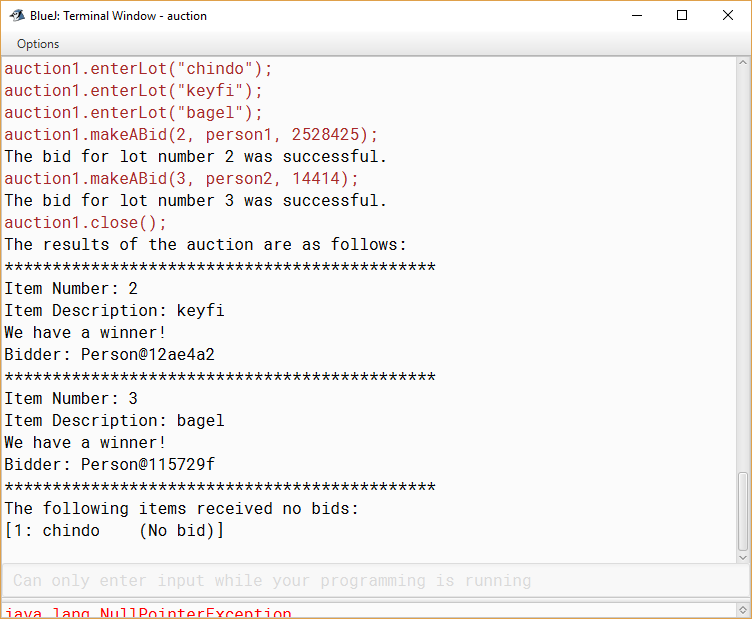 BlueJ: Terminal Window - auction
Options
auction1.enterLot("chindo");
auction1.enterLot("keyfi");
auction1.enterLot("bagel");
auction1.makeABid(2, person1, 2528425);
The bid for lot number 2 was successful.
auction1.makeABid(3, person2, 14414);
The bid for lot number 3 was successful.
auction1.close();
The results of the auction are as follows:
*********************************************
Item Number: 2
Item Description: keyfi
We have a winner!
Bidder: Person@12ae4a2
*********************************************
Item Number: 3
Item Description: bagel
We have a winner!
Bidder: Person@115729f
*********************************************
The following items received no bids:
[1: chindo    (No bid)]
Can only enter input while your programming is running
java.lang.NullPointerException